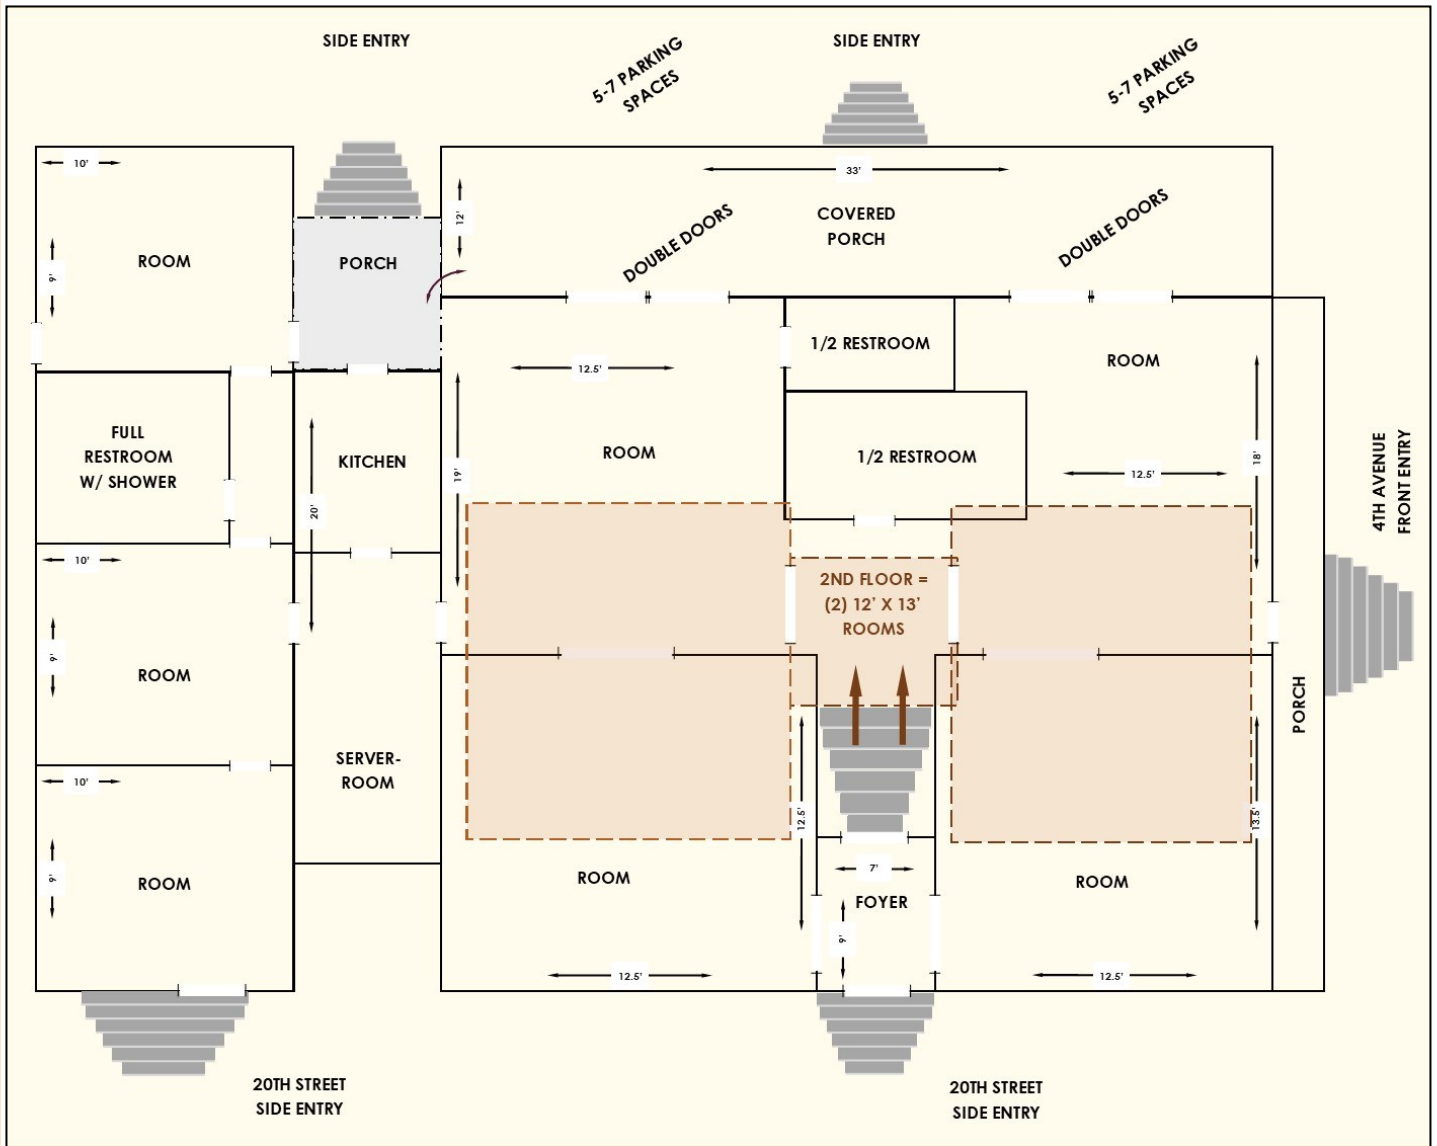 SIDE ENTRY
5-7 PARKING
SPACES
SIDE ENTRY
5-7 PARKING
SPACES
10'
33'
12'
COVERED
PORCH
DOUBLE DOORS
DOUBLE DOORS
ROOM
PORCH
9'
1/2 RESTROOM
ROOM
12.5'
FULL
RESTROOM
W/ SHOWER
KITCHEN
ROOM
1/2 RESTROOM
12.5'
18'
19'
20'
4TH AVENUE
FRONT ENTRY
10'
2ND FLOOR =
(2) 12' X 13'
ROOMS
9'
ROOM
PORCH
SERVER-
ROOM
10'
12.5'
13.5'
7'
9'
ROOM
ROOM
FOYER
ROOM
9'
12.5'
12.5'
20TH STREET
SIDE ENTRY
20TH STREET
SIDE ENTRY